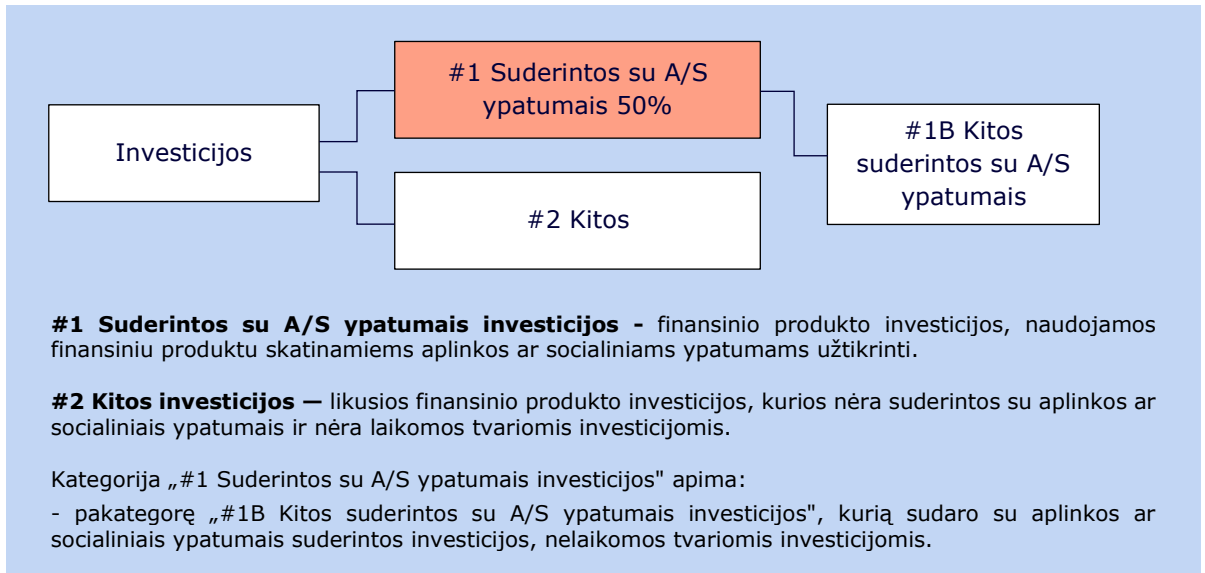 #1 Suderintos su A/S
ypatumais 50%
Investicijos
#1B Kitos
suderintos su A/S
ypatumais
#2 Kitos
#1 Suderintos su A/S ypatumais investicijos - finansinio produkto investicijos, naudojamos
finansiniu produktu skatinamiems aplinkos ar socialiniams ypatumams užtikrinti.
#2 Kitos investicijos — likusios finansinio produkto investicijos, kurios nėra suderintos su aplinkos ar
socialiniais ypatumais ir nėra laikomos tvariomis investicijomis.
Kategorija „#1 Suderintos su A/S ypatumais investicijos" apima:
- pakategorę „#1B Kitos suderintos su A/S ypatumais investicijos", kurią sudaro su aplinkos ar
socialiniais ypatumais suderintos investicijos, nelaikomos tvariomis investicijomis.